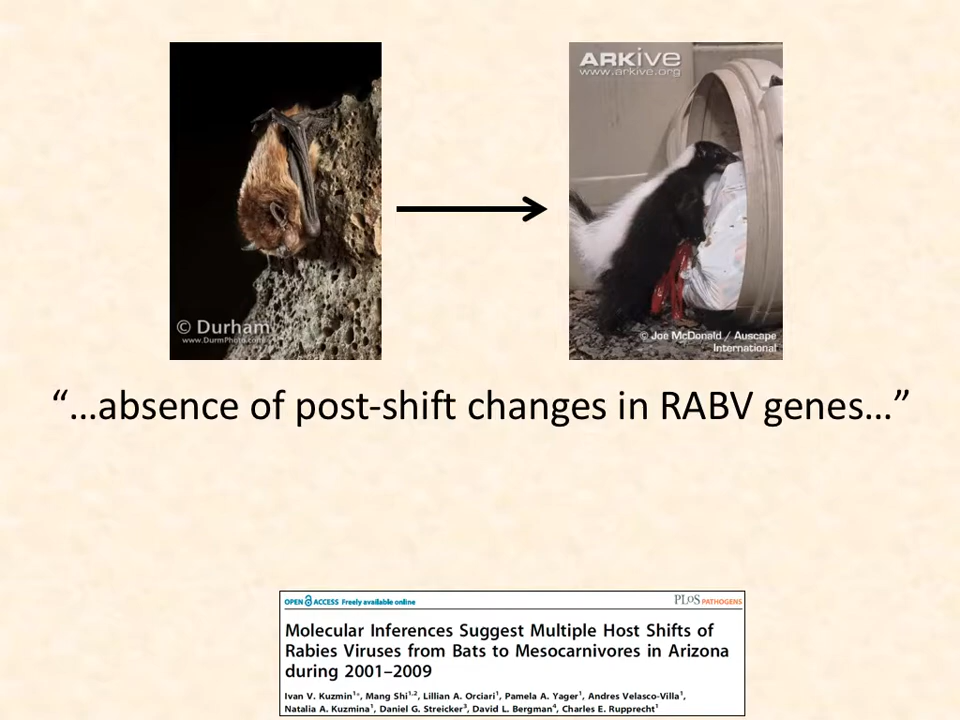 ARKive
www.arkive.org
© Durham
www.DurmPhoto.com
© Joe McDonald / Auscape
International
“…absence of post-shift changes in RABV genes…”
OPEN ACCESS Freely available online
PLoS PATHOGENS
Molecular Inferences Suggest Multiple Host Shifts of
Rabies Viruses from Bats to Mesocarnivores in Arizona
during 2001–2009
Ivan V. Kuzmin1*, Mang Shi1,2, Lillian A. Orciari1, Pamela A. Yager1, Andres Velasco-Villa1,
Natalia A. Kuzmina1, Daniel G. Streicker3, David L. Bergman4, Charles E. Rupprecht1